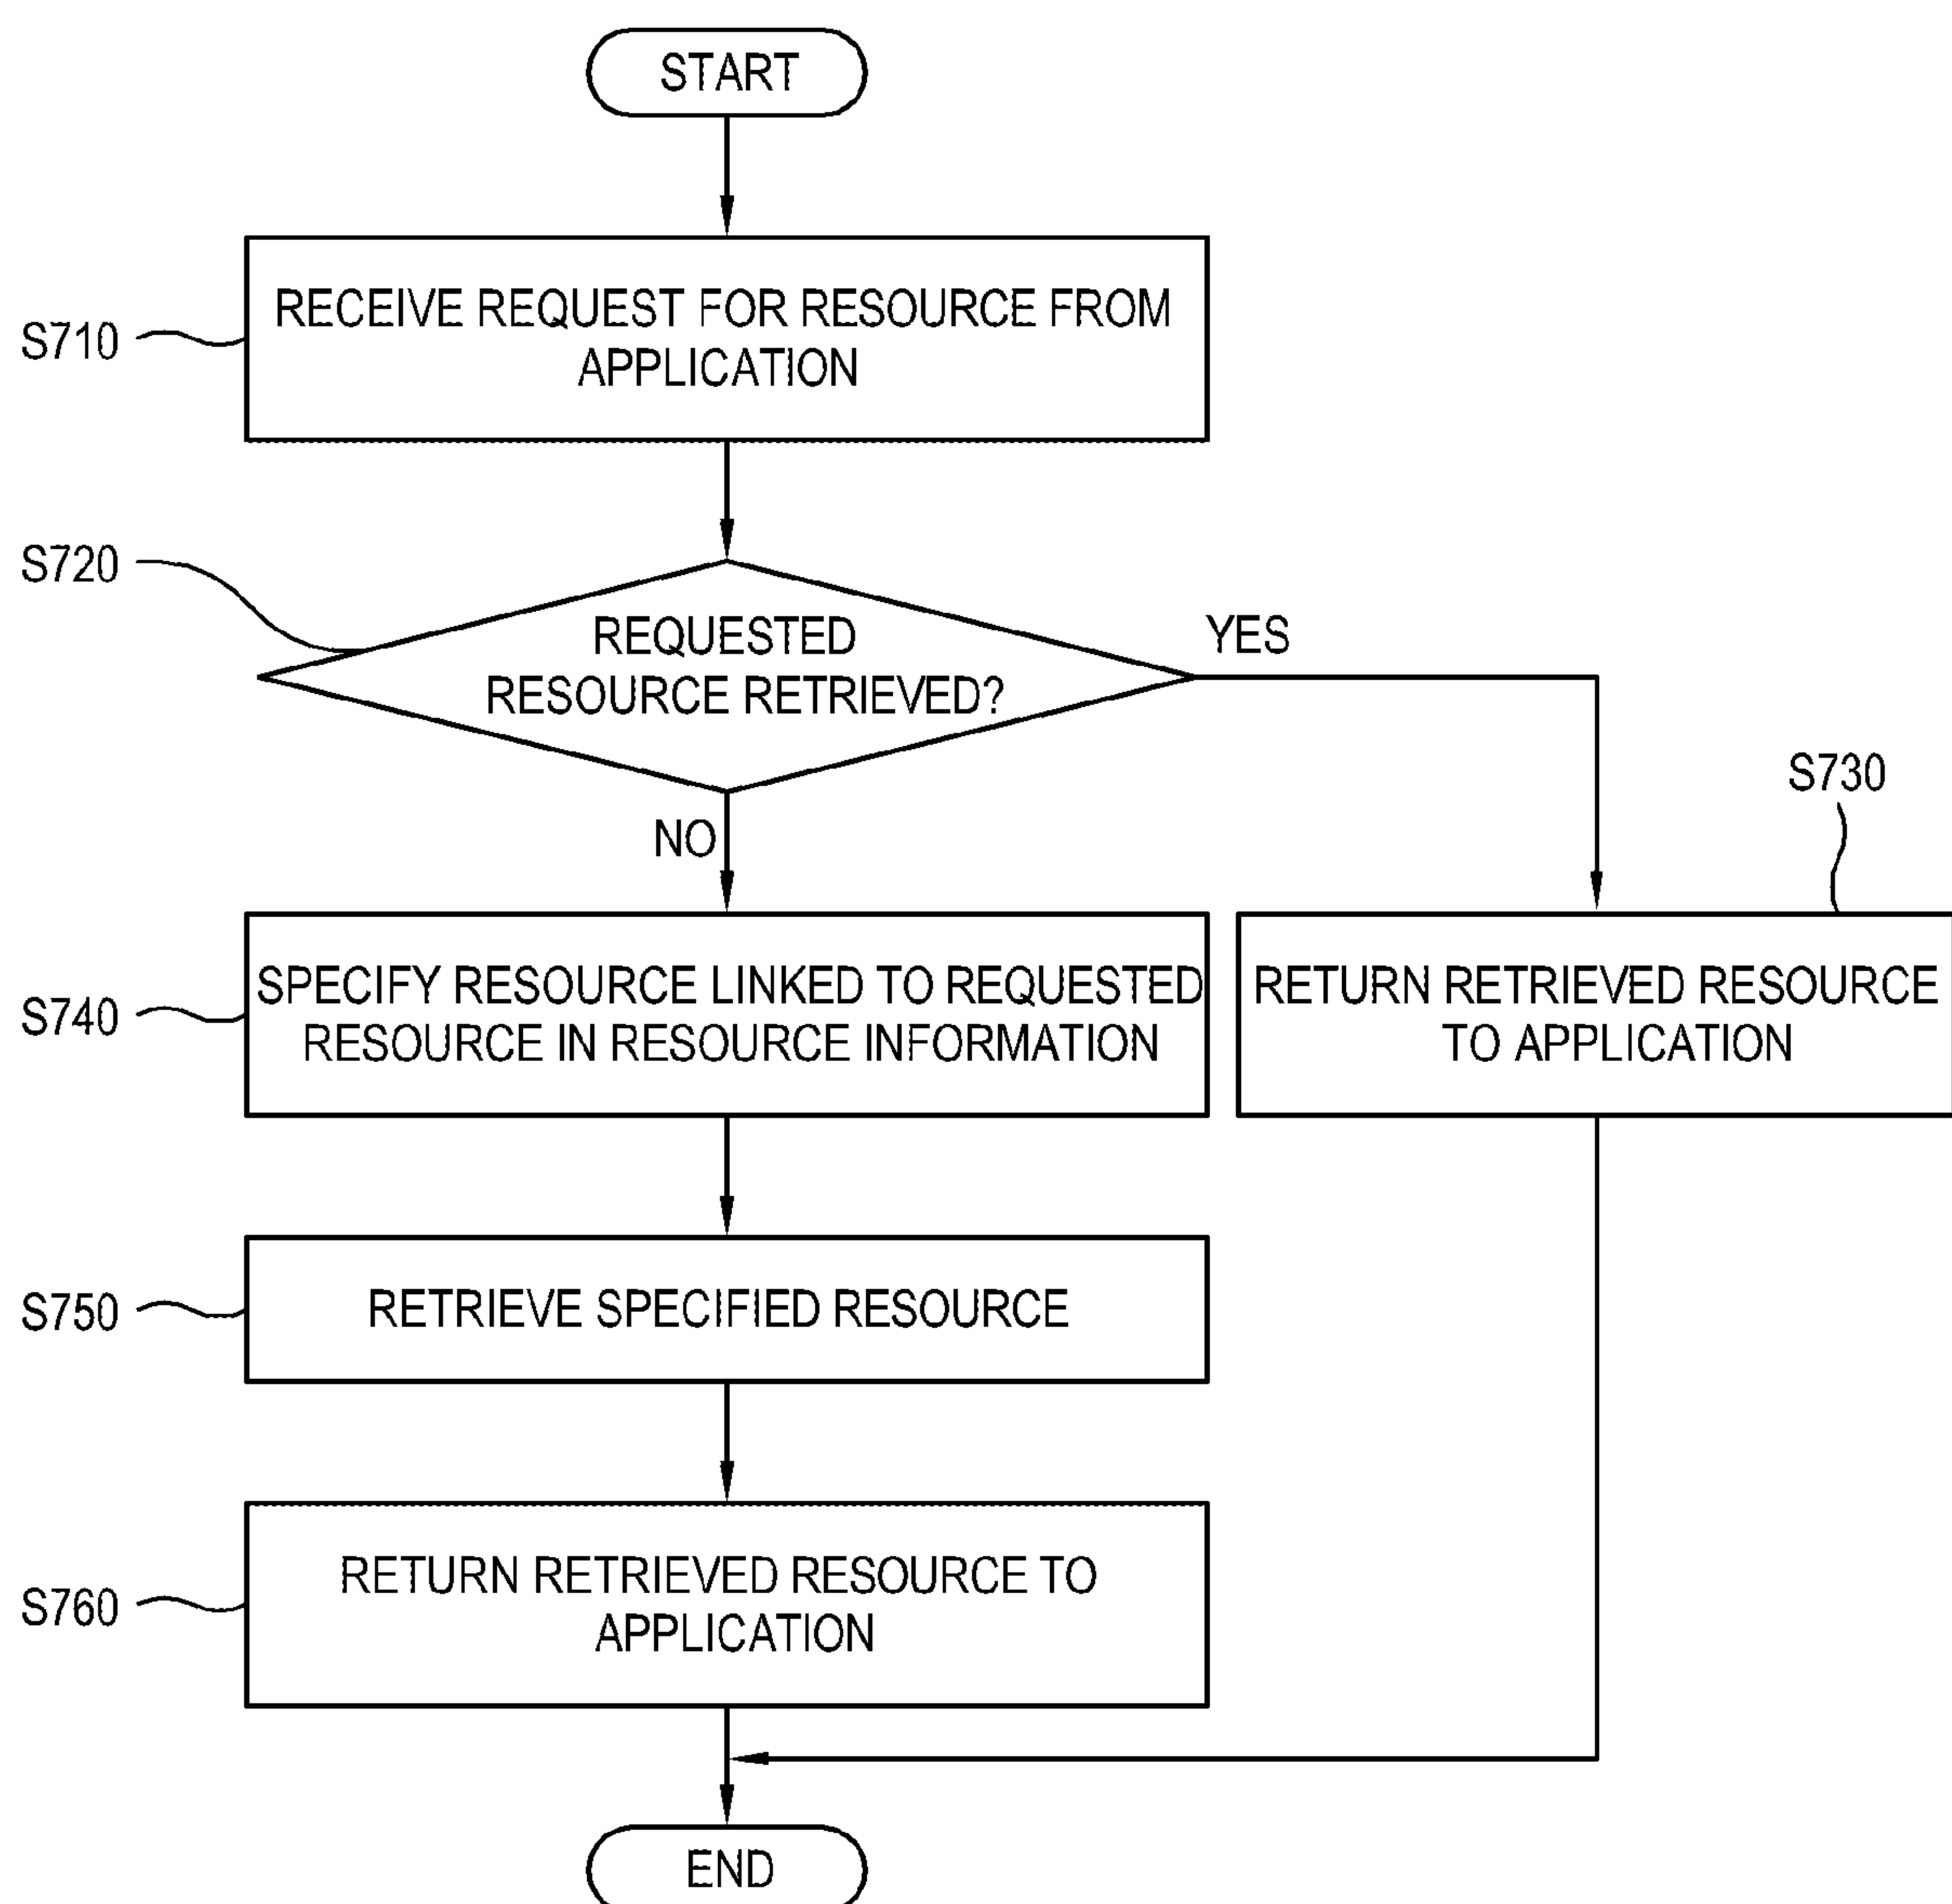 START
S710
RECEIVE REQUEST FOR RESOURCE FROM
APPLICATION
S720
REQUESTED
RESOURCE RETRIEVED?
YES
NO
S730
S740
SPECIFY RESOURCE LINKED TO REQUESTED
RESOURCE IN RESOURCE INFORMATION
RETURN RETRIEVED RESOURCE
TO APPLICATION
S750
RETRIEVE SPECIFIED RESOURCE
S760
RETURN RETRIEVED RESOURCE TO
APPLICATION
END